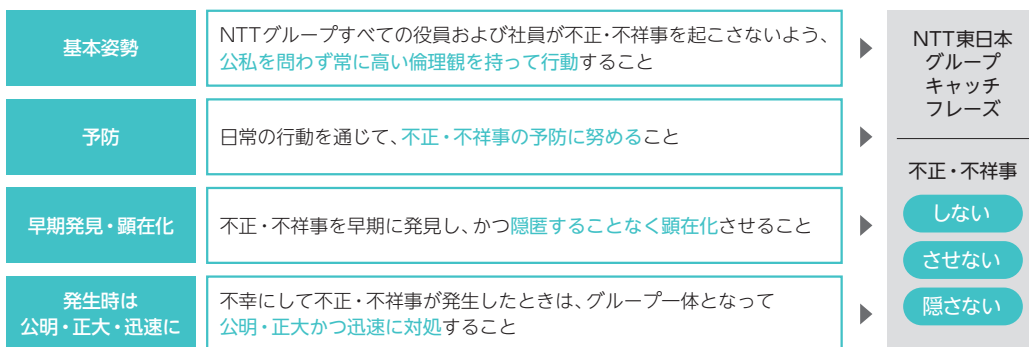 基本姿勢
NTTグループすべての役員および社員が不正・不祥事を起こさないよう、
公私を問わず常に高い倫理観を持って行動すること
予防
日常の行動を通じて、不正・不祥事の予防に努めること
早期発見・顕在化
不正・不祥事を早期に発見し、かつ隠匿することなく顕在化させること
発生時は
公明・正大・迅速に
不幸にして不正・不祥事が発生したときは、グループ一体となって
公明・正大かつ迅速に対処すること
NTT東日本
グループ
キャッチ
フレーズ
不正・不祥事
しない
させない
隠さない